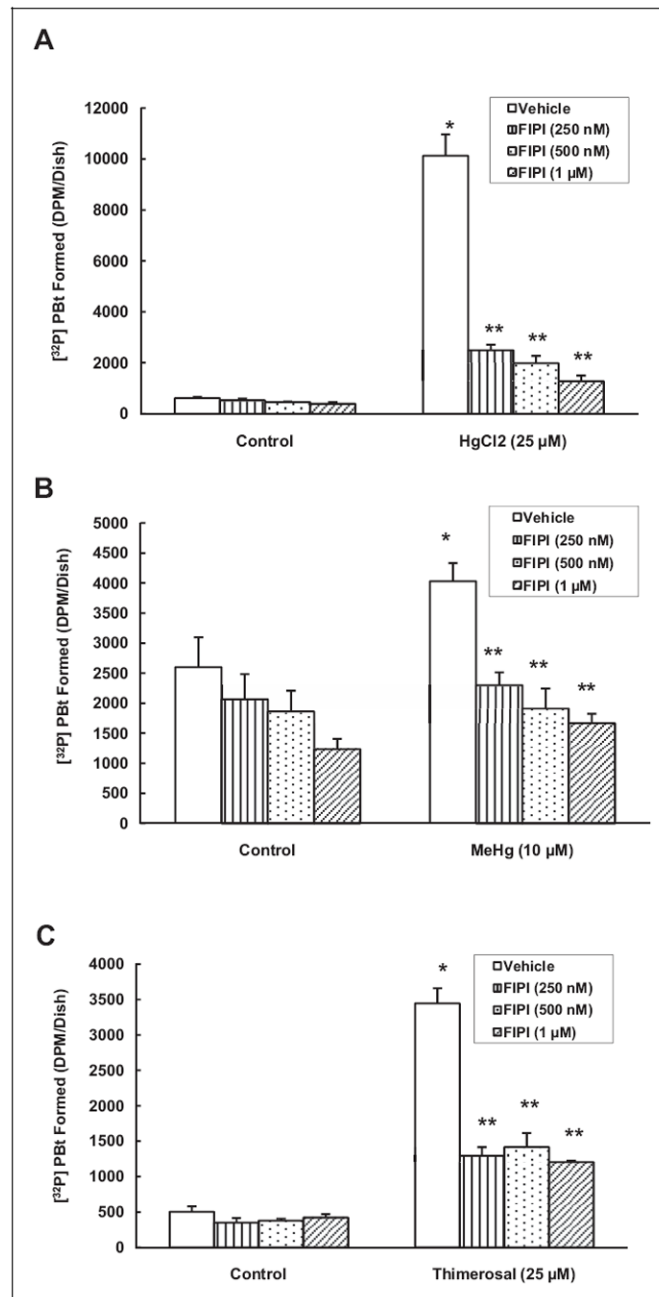 A
[32P] PBt Formed (DPM/Dish)
12000
10000
8000
6000
4000
2000
0
Vehicle
FIPI (250 nM)
FIPI (500 nM)
FIPI (1 µM)
*
**
**
**
Control
HgCl2 (25 µM)
B
[32P] PBt Formed (DPM/Dish)
5000
4500
4000
3500
3000
2500
2000
1500
1000
500
0
Vehicle
FIPI (250 nM)
FIPI (500 nM)
FIPI (1 µM)
*
**
**
**
Control
MeHg (10 µM)
C
[32P] PBt Formed (DPM/Dish)
4000
3500
3000
2500
2000
1500
1000
500
0
Vehicle
FIPI (250 nM)
FIPI (500 nM)
FIPI (1 µM)
*
**
**
**
Control
Thimerosal (25 µM)